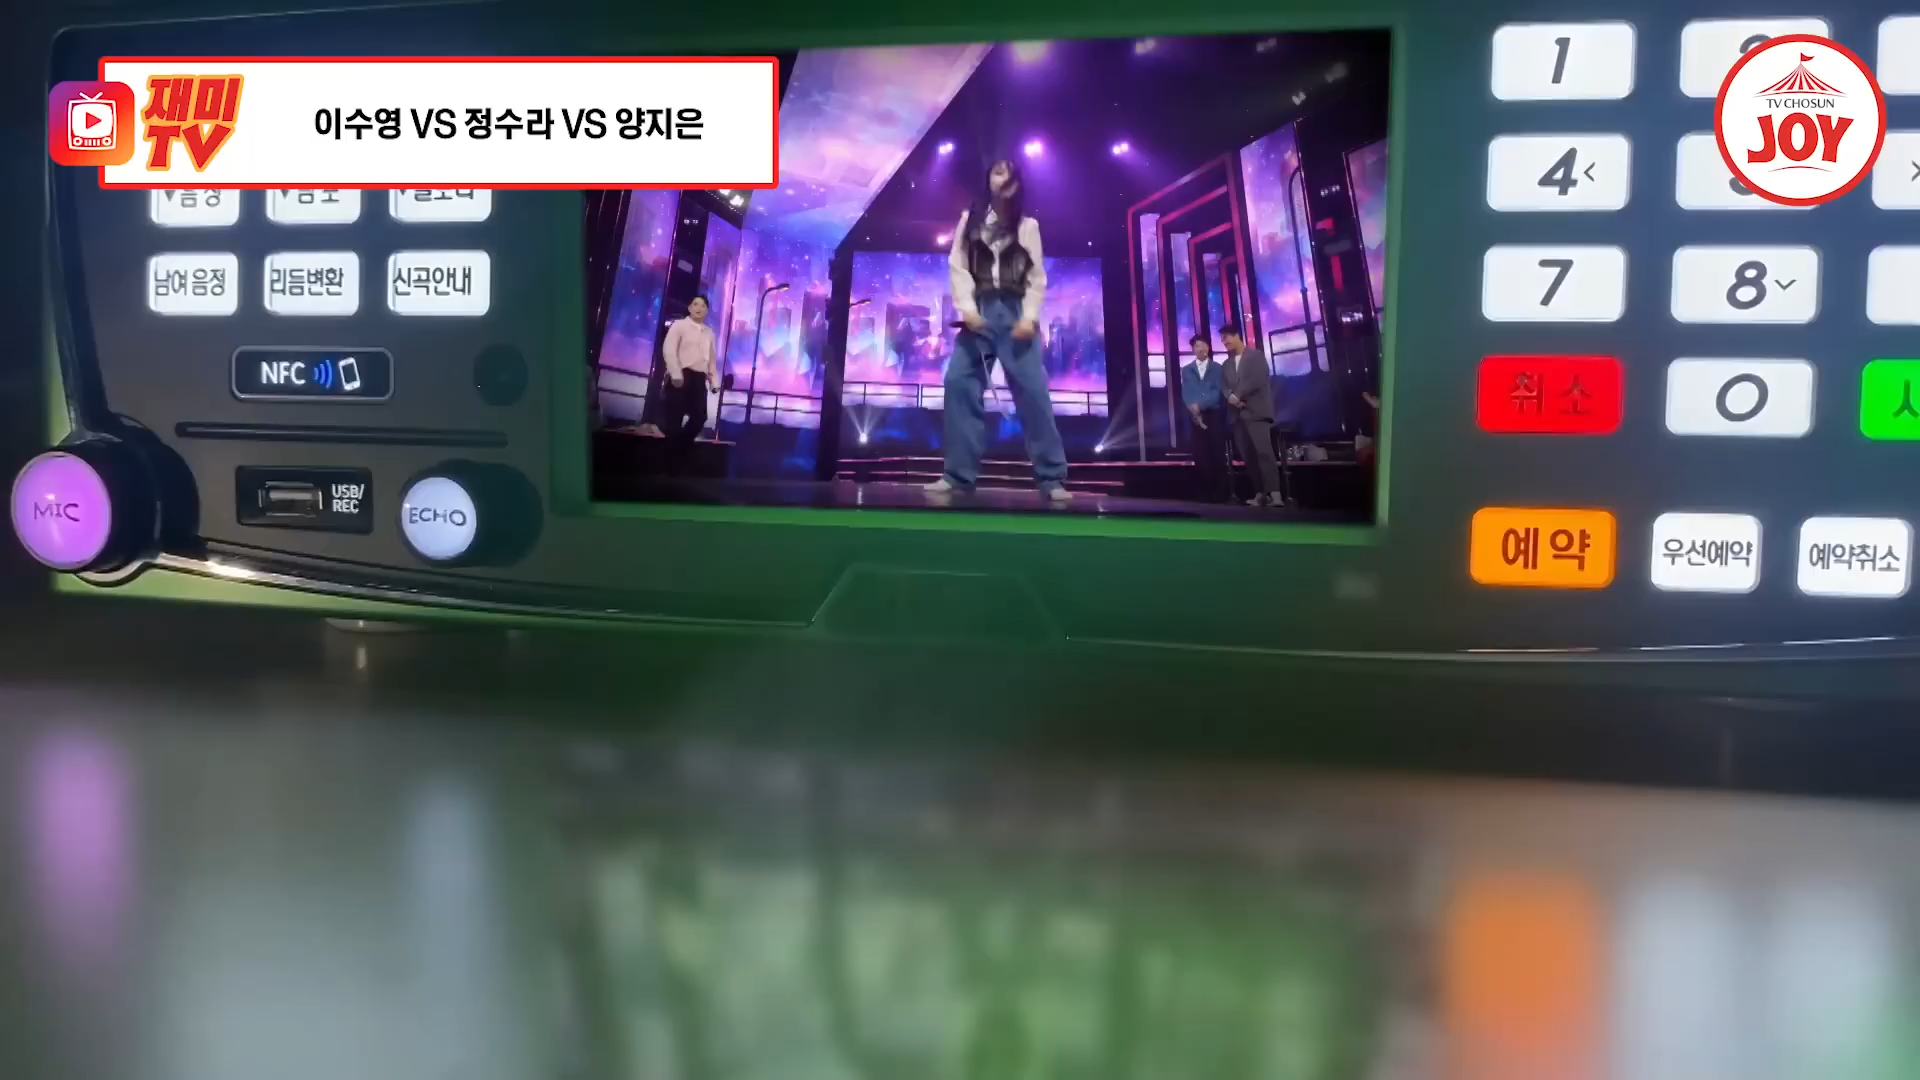 재미
TV
이수영 VS 정수라 VS 양지은
TV CHOSUN
JOY
남여음정
리듬변환
신곡안내
NFC
MIC
USB/
REC
ECHO
1
4
7
8
취소
0
예약
우선예약
예약취소